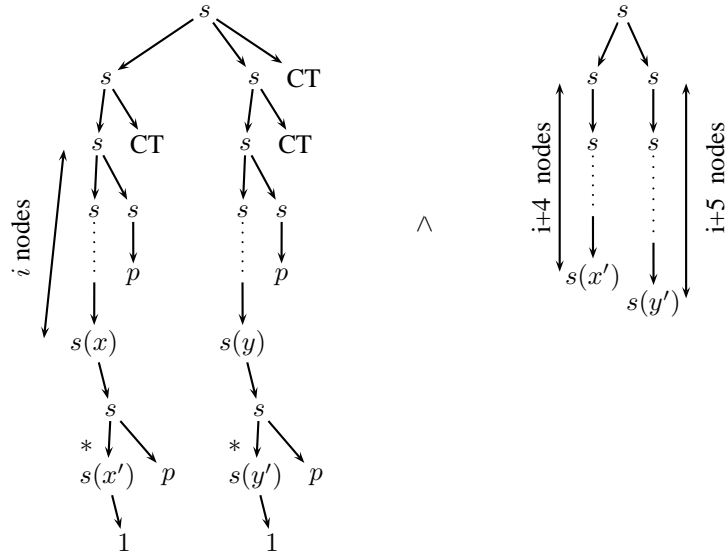 s s
s s CT s s
s CT s CT s s
i nodes i+4 nodes i+5 nodes
s s s s
∧
p p
s(x') s(y')
s(x) s(y)
s s
* *
s(x') p s(y') p
1 1